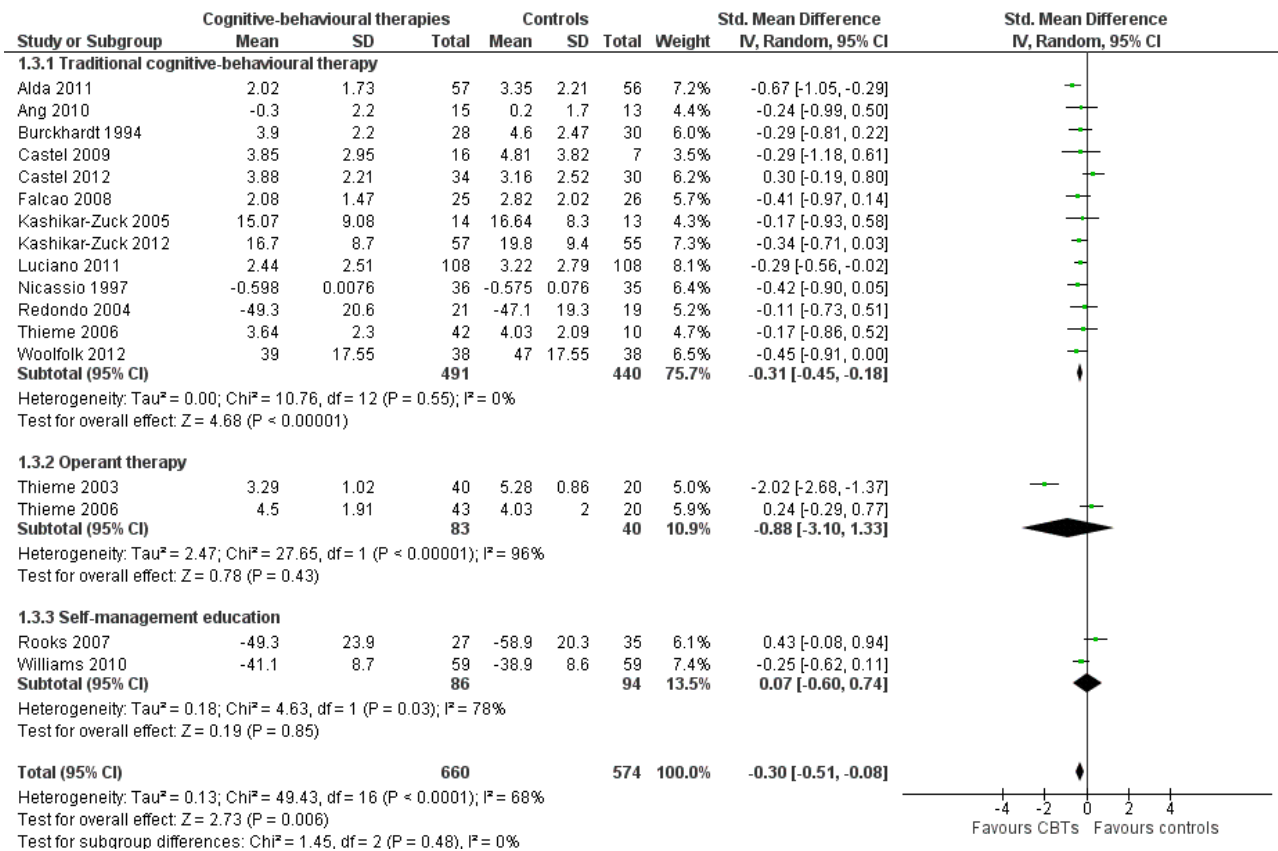 Cognitive-behavioural therapies Controls Std. Mean Difference Std. Mean Difference
Study or Subgroup Mean SD Total Mean SD Total Weight IV, Random, 95% CI IV, Random, 95% CI
1.3.1 Traditional cognitive-behavioural therapy
Alda 2011 2.02 1.73 57 3.35 2.21 56 7.2% -0.67 [-1.05, -0.29]
Ang 2010 -0.3 2.2 15 0.2 1.7 13 4.4% -0.24 [-0.99, 0.50]
Burckhardt 1994 3.9 2.2 28 4.6 2.47 30 6.0% -0.29 [-0.81, 0.22]
Castel 2009 3.85 2.95 16 4.81 3.82 7 3.5% -0.29 [-1.18, 0.61]
Castel 2012 3.88 2.21 34 3.16 2.52 30 6.2% 0.30 [-0.19, 0.80]
Falcao 2008 2.08 1.47 25 2.82 2.02 26 5.7% -0.41 [-0.97, 0.14]
Kashikar-Zuck 2005 15.07 9.08 14 16.64 8.3 13 4.3% -0.17 [-0.93, 0.58]
Kashikar-Zuck 2012 16.7 8.7 57 19.8 9.4 55 7.3% -0.34 [-0.71, 0.03]
Luciano 2011 2.44 2.51 108 3.22 2.79 108 8.1% -0.29 [-0.56, -0.02]
Nicassio 1997 -0.598 0.0076 36 -0.575 0.076 35 6.4% -0.42 [-0.90, 0.05]
Redondo 2004 -49.3 20.6 21 -47.1 19.3 19 5.2% -0.11 [-0.73, 0.51]
Thieme 2006 3.64 2.3 42 4.03 2.09 10 4.7% -0.17 [-0.86, 0.52]
Woolfolk 2012 39 17.55 38 47 17.55 38 6.5% -0.45 [-0.91, 0.00]
Subtotal (95% CI) 491 440 75.7% -0.31 [-0.45, -0.18]
Heterogeneity: Tau² = 0.00; Chi² = 10.76, df = 12 (P = 0.55); I² = 0%
Test for overall effect: Z = 4.68 (P < 0.00001)
1.3.2 Operant therapy
Thieme 2003 3.29 1.02 40 5.28 0.86 20 5.0% -2.02 [-2.68, -1.37]
Thieme 2006 4.5 1.91 43 4.03 2 20 5.9% 0.24 [-0.29, 0.77]
Subtotal (95% CI) 83 40 10.9% -0.88 [-3.10, 1.33]
Heterogeneity: Tau² = 2.47; Chi² = 27.65, df = 1 (P < 0.00001); I² = 96%
Test for overall effect: Z = 0.78 (P = 0.43)
1.3.3 Self-management education
Rooks 2007 -49.3 23.9 27 -58.9 20.3 35 6.1% 0.43 [-0.08, 0.94]
Williams 2010 -41.1 8.7 59 -38.9 8.6 59 7.4% -0.25 [-0.62, 0.11]
Subtotal (95% CI) 86 94 13.5% 0.07 [-0.60, 0.74]
Heterogeneity: Tau² = 0.18; Chi² = 4.63, df = 1 (P = 0.03); I² = 78%
Test for overall effect: Z = 0.19 (P = 0.85)
Total (95% CI) 660 574 100.0% -0.30 [-0.51, -0.08]
Heterogeneity: Tau² = 0.13; Chi² = 49.43, df = 16 (P < 0.0001); I² = 68%
Test for overall effect: Z = 2.73 (P = 0.006)
Test for subgroup differences: Chi² = 1.45, df = 2 (P = 0.48), I² = 0%
-4 -2 0 2 4
Favours CBTs Favours controls